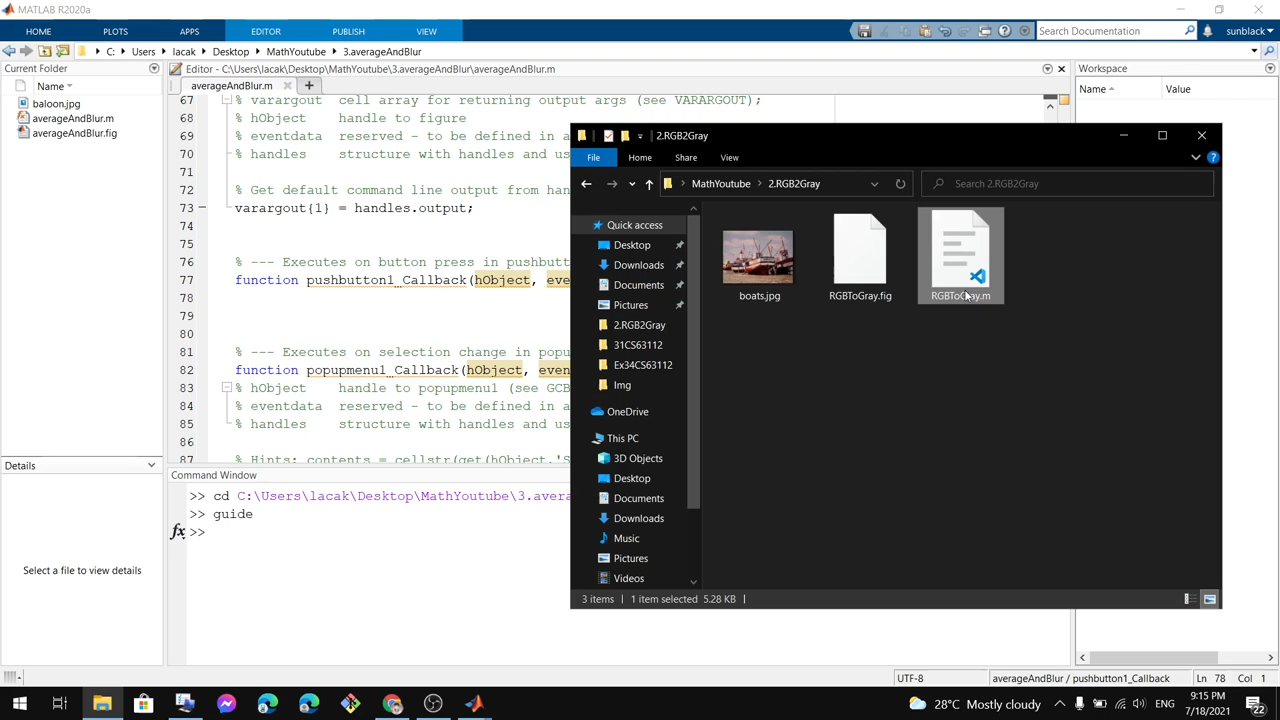 MATLAB R2020a
HOME PLOTS APPS EDITOR PUBLISH VIEW
Search Documentation sunblack
C: Users lacak Desktop MathYoutube 3.averageAndBlur
Current Folder
Name
baloon.jpg
averageAndBlur.m
averageAndBlur.fig
Details
Select a file to view details
Editor - C:\Users\lacak\Desktop\MathYoutube\3.averageAndBlur\averageAndBlur.m
averageAndBlur.m
67 % varargout cell array for returning output args (see VARARGOUT);
68 % hObject handle to figure
69 % eventdata reserved - to be defined in a
70 % handles structure with handles and us
71
72 % Get default command line output from han
73 varargout{1} = handles.output;
74
75
76 % --- Executes on button press in pushbutt
77 function pushbutton1_Callback(hObject, eve
78
79
80
81 % --- Executes on selection change in popu
82 function popupmenu1_Callback(hObject, even
83 % hObject handle to popupmenu1 (see GCB
84 % eventdata reserved - to be defined in a
85 % handles structure with handles and us
86
87 % Hints: contents = cellstr(get(hObject,'S
Command Window
>> cd C:\Users\lacak\Desktop\MathYoutube\3.avera
>> guide
fx >>
Workspace
Name Value
2.RGB2Gray
File Home Share View
MathYoutube 2.RGB2Gray Search 2.RGB2Gray
Quick access
Desktop
Downloads
Documents
Pictures
2.RGB2Gray
31CS63112
Ex34CS63112
Img
OneDrive
This PC
3D Objects
Desktop
Documents
Downloads
Music
Pictures
Videos
boats.jpg
RGBToGray.fig
RGBToGray.m
3 items 1 item selected 5.28 KB
UTF-8 averageAndBlur / pushbutton1_Callback Ln 78 Col 1
28°C Mostly cloudy ENG
9:15 PM
7/18/2021
22